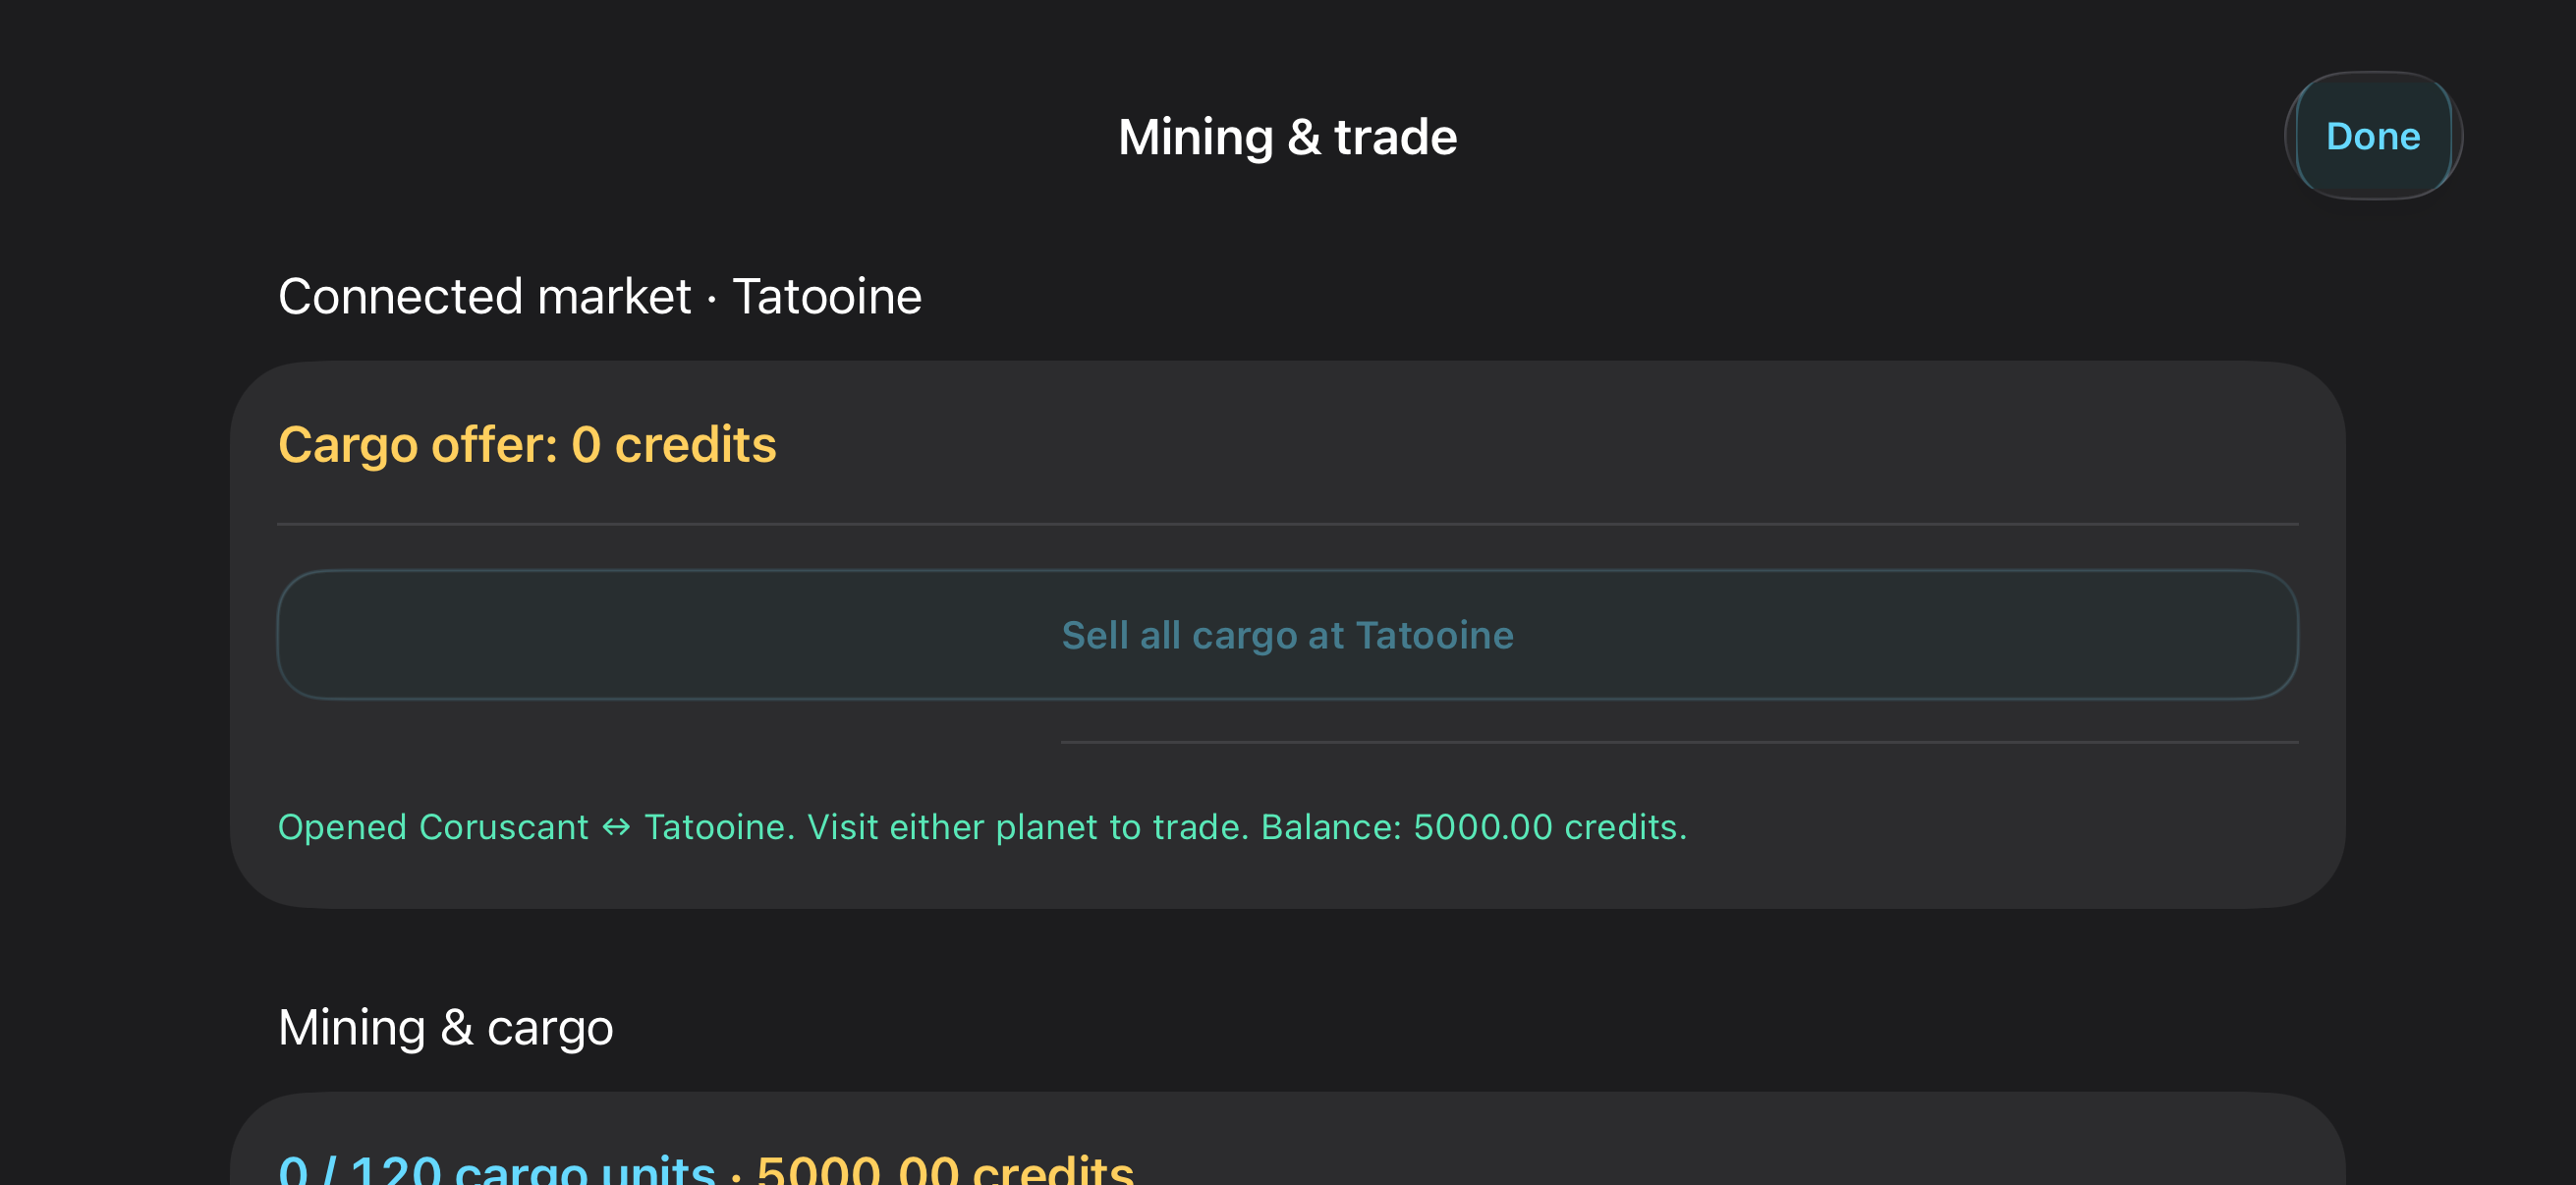 Mining & trade
Done
Connected market · Tatooine
Cargo offer: 0 credits
Sell all cargo at Tatooine
Opened Coruscant ↔ Tatooine. Visit either planet to trade. Balance: 5000.00 credits.
Mining & cargo
0 / 120 cargo units · 5000.00 credits